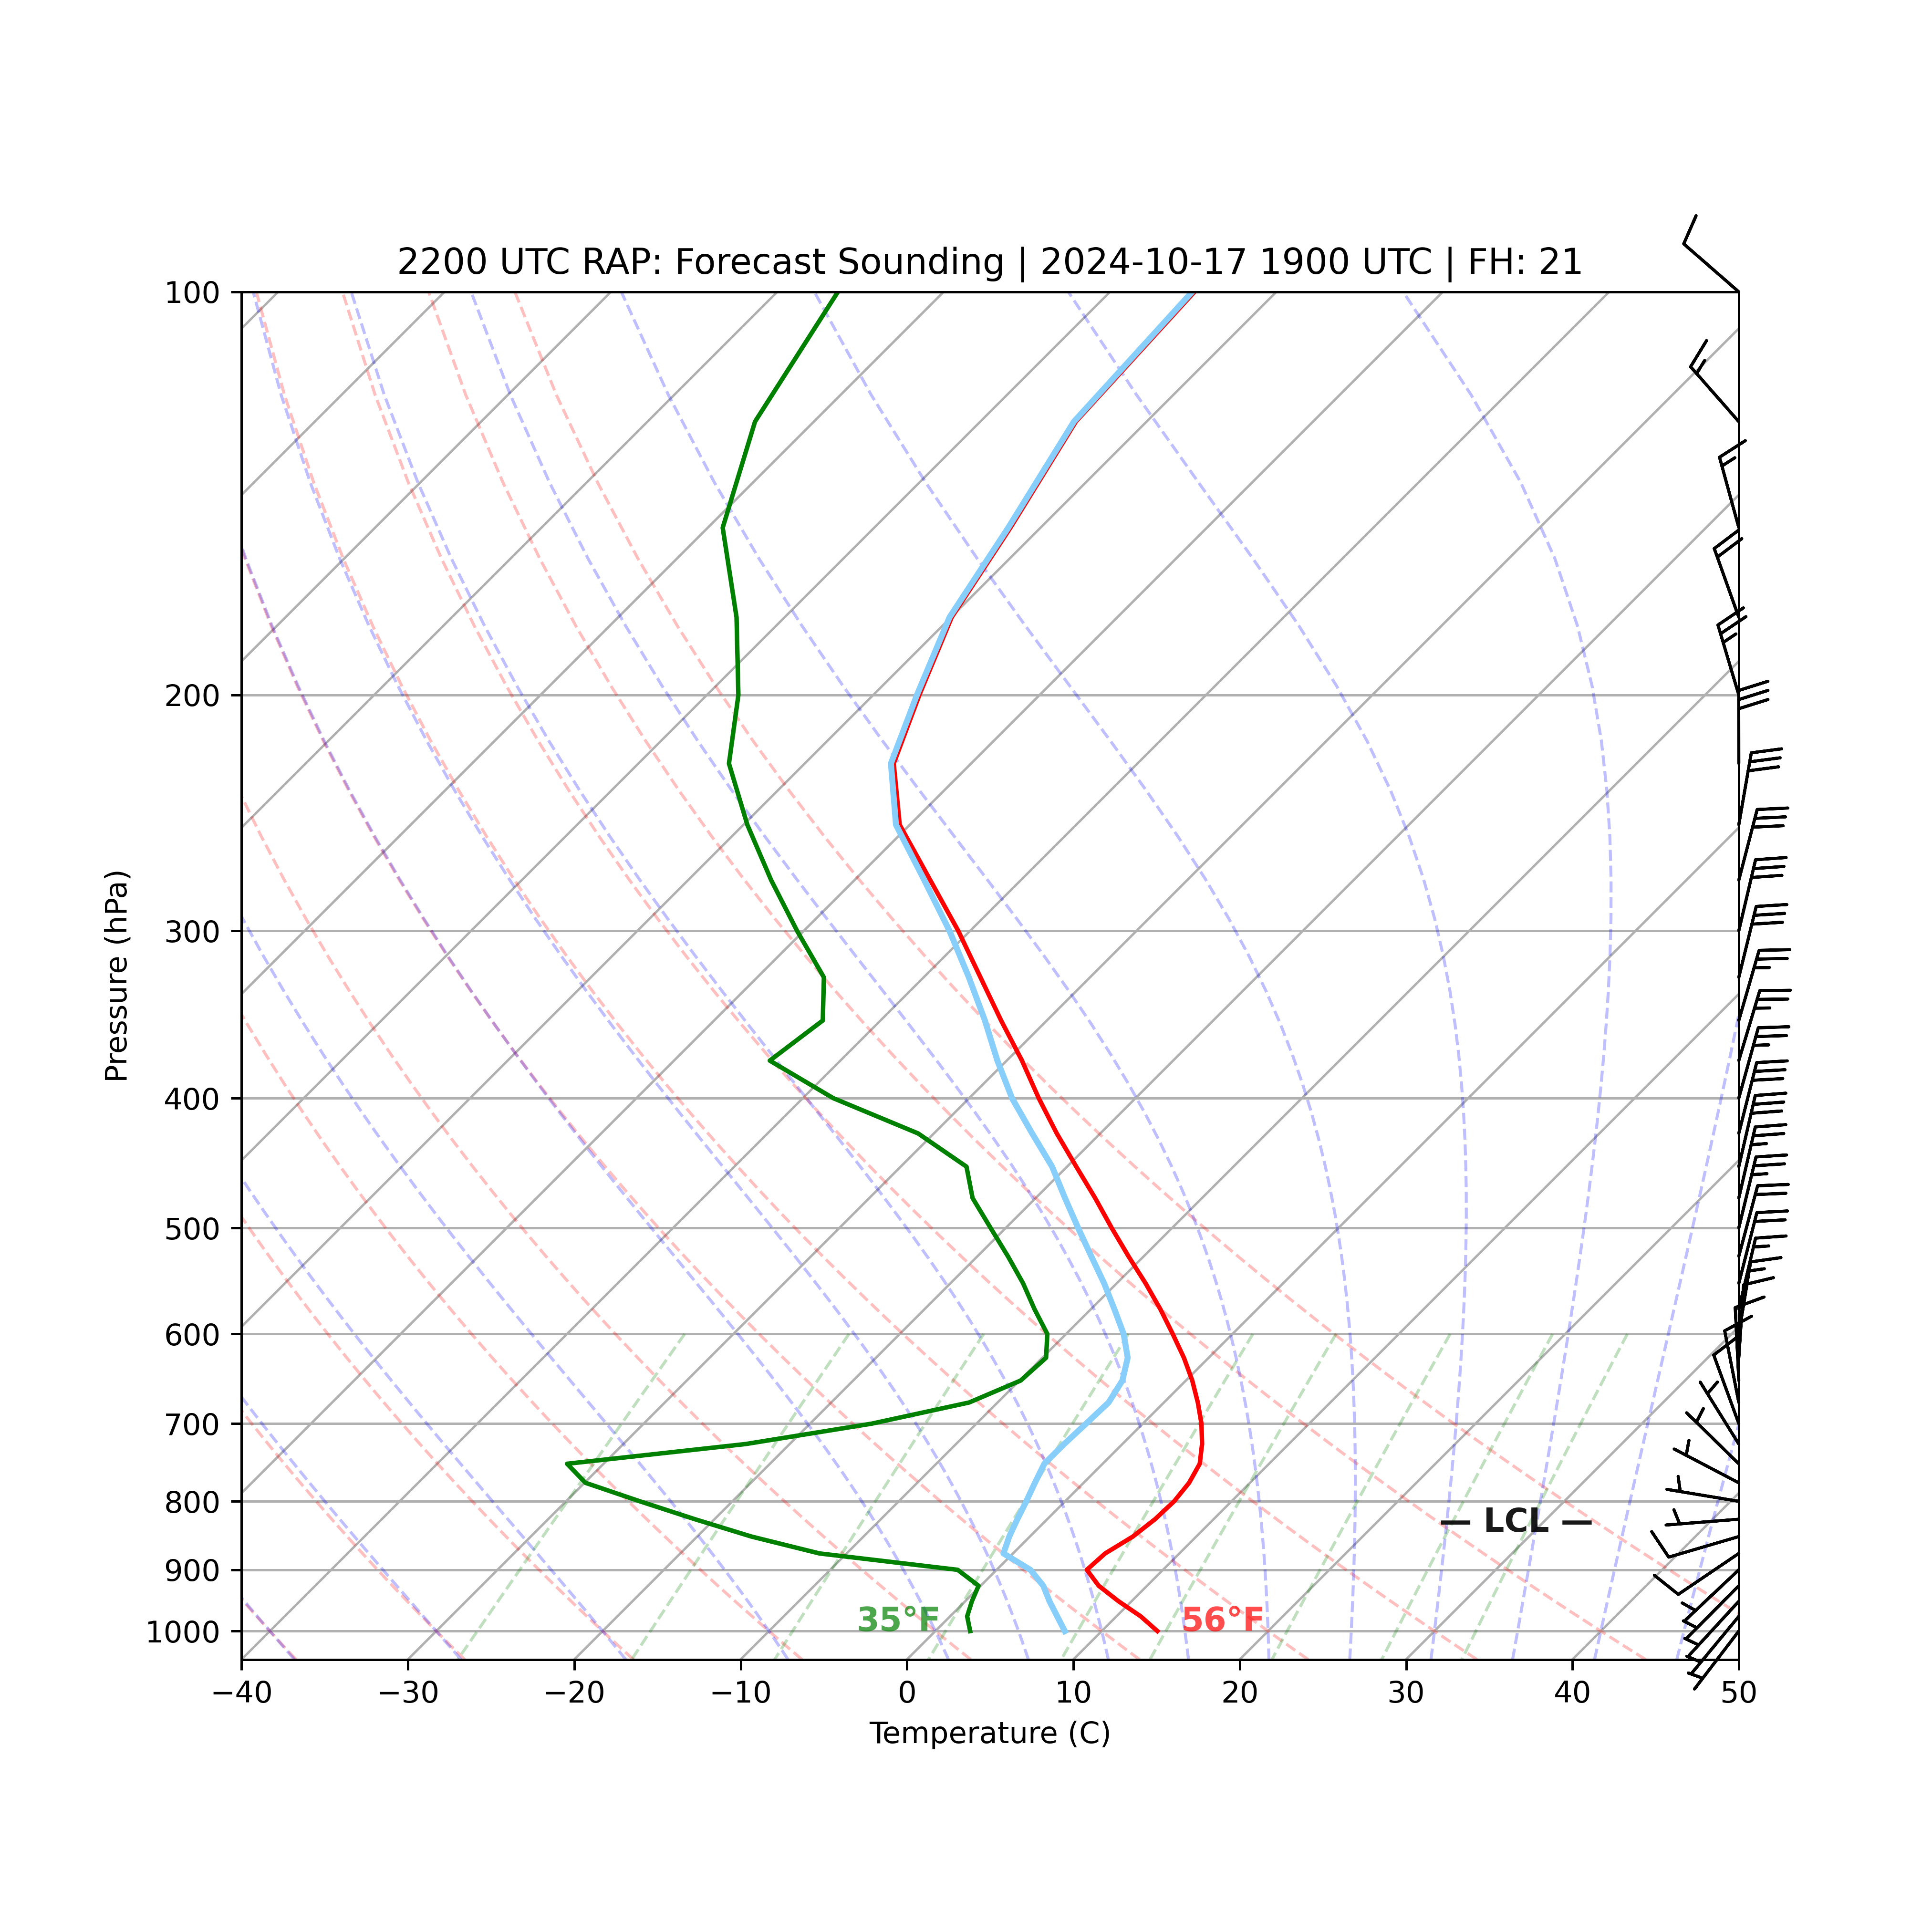 2200 UTC RAP: Forecast Sounding | 2024-10-17 1900 UTC | FH: 21
100
200
300
400
500
600
700
800
900
1000
Pressure (hPa)
— LCL —
35°F
56°F
−40 −30 −20 −10 0 10 20 30 40 50
Temperature (C)